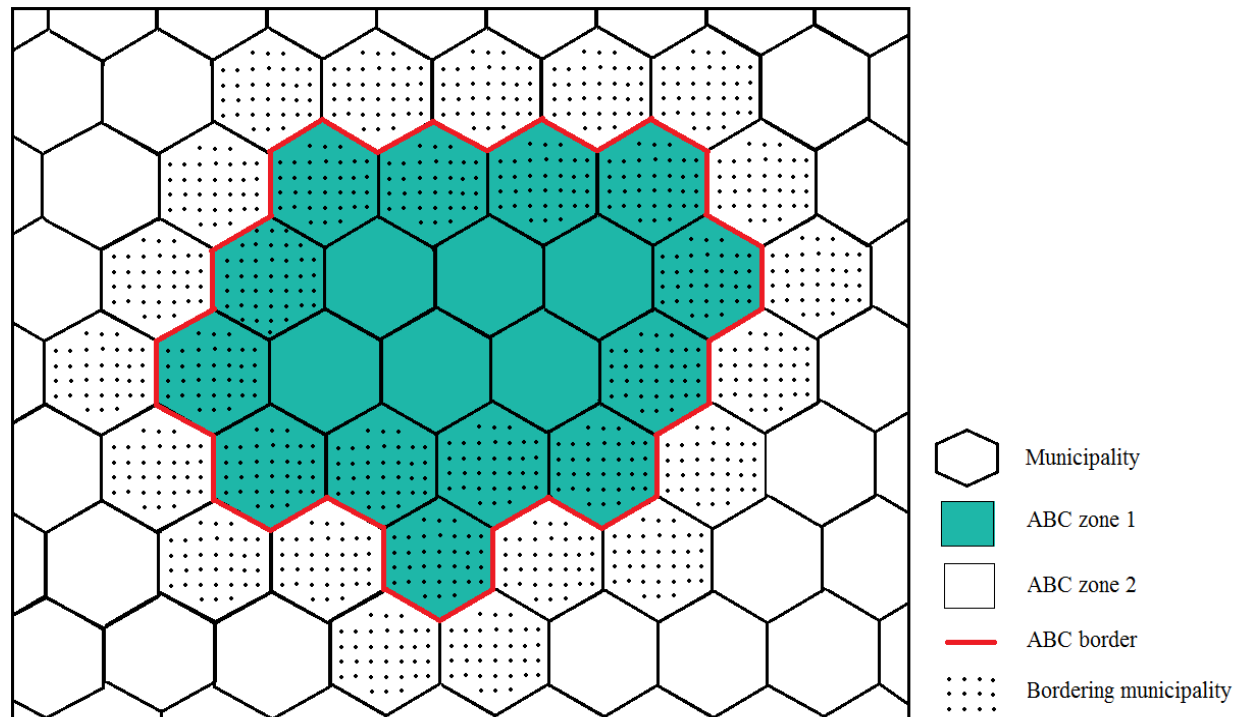 Municipality
ABC zone 1
ABC zone 2
ABC border
Bordering municipality